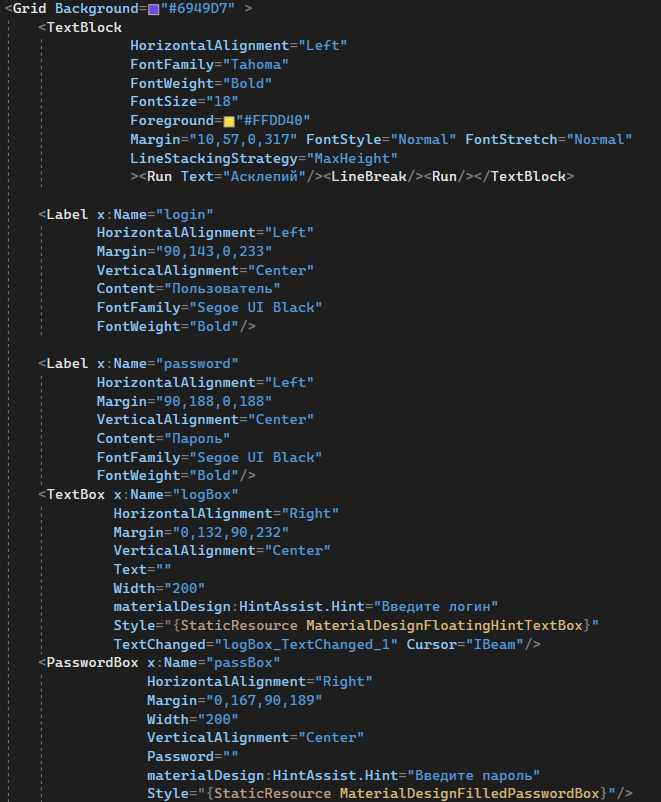 <Grid Background="#6949D7" >
<TextBlock
HorizontalAlignment="Left"
FontFamily="Tahoma"
FontWeight="Bold"
FontSize="18"
Foreground="#FFDD40"
Margin="10,57,0,317" FontStyle="Normal" FontStretch="Normal"
LineStackingStrategy="MaxHeight"
><Run Text="Асклепий"/><LineBreak/><Run/></TextBlock>
<Label x:Name="login"
HorizontalAlignment="Left"
Margin="90,143,0,233"
VerticalAlignment="Center"
Content="Пользователь"
FontFamily="Segoe UI Black"
FontWeight="Bold"/>
<Label x:Name="password"
HorizontalAlignment="Left"
Margin="90,188,0,188"
VerticalAlignment="Center"
Content="Пароль"
FontFamily="Segoe UI Black"
FontWeight="Bold"/>
<TextBox x:Name="logBox"
HorizontalAlignment="Right"
Margin="0,132,90,232"
VerticalAlignment="Center"
Text=""
Width="200"
materialDesign:HintAssist.Hint="Введите логин"
Style="{StaticResource MaterialDesignFloatingHintTextBox}"
TextChanged="logBox_TextChanged_1" Cursor="IBeam"/>
<PasswordBox x:Name="passBox"
HorizontalAlignment="Right"
Margin="0,167,90,189"
Width="200"
VerticalAlignment="Center"
Password=""
materialDesign:HintAssist.Hint="Введите пароль"
Style="{StaticResource MaterialDesignFilledPasswordBox}"/>